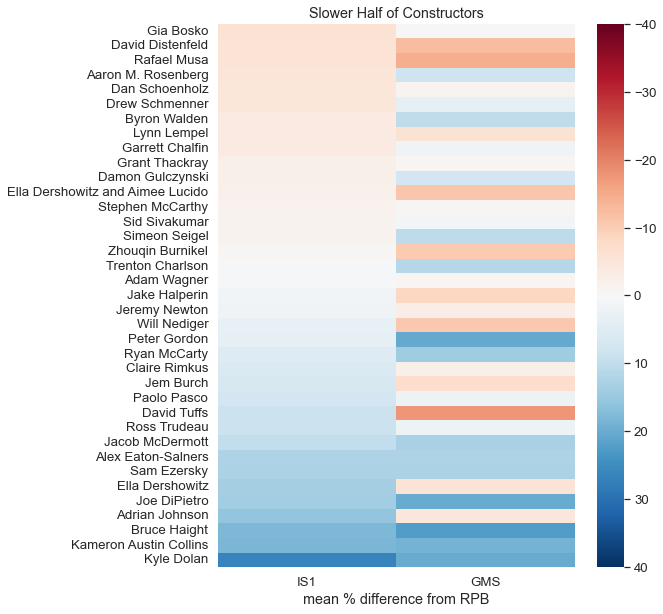 Slower Half of Constructors
Gia Bosko
David Distenfeld
Rafael Musa
Aaron M. Rosenberg
Dan Schoenholz
Drew Schmenner
Byron Walden
Lynn Lempel
Garrett Chalfin
Grant Thackray
Damon Gulczynski
Ella Dershowitz and Aimee Lucido
Stephen McCarthy
Sid Sivakumar
Simeon Seigel
Zhouqin Burnikel
Trenton Charlson
Adam Wagner
Jake Halperin
Jeremy Newton
Will Nediger
Peter Gordon
Ryan McCarty
Claire Rimkus
Jem Burch
Paolo Pasco
David Tuffs
Ross Trudeau
Jacob McDermott
Alex Eaton-Salners
Sam Ezersky
Ella Dershowitz
Joe DiPietro
Adrian Johnson
Bruce Haight
Kameron Austin Collins
Kyle Dolan
IS1 GMS
mean % difference from RPB
−40
−30
−20
−10
0
10
20
30
40